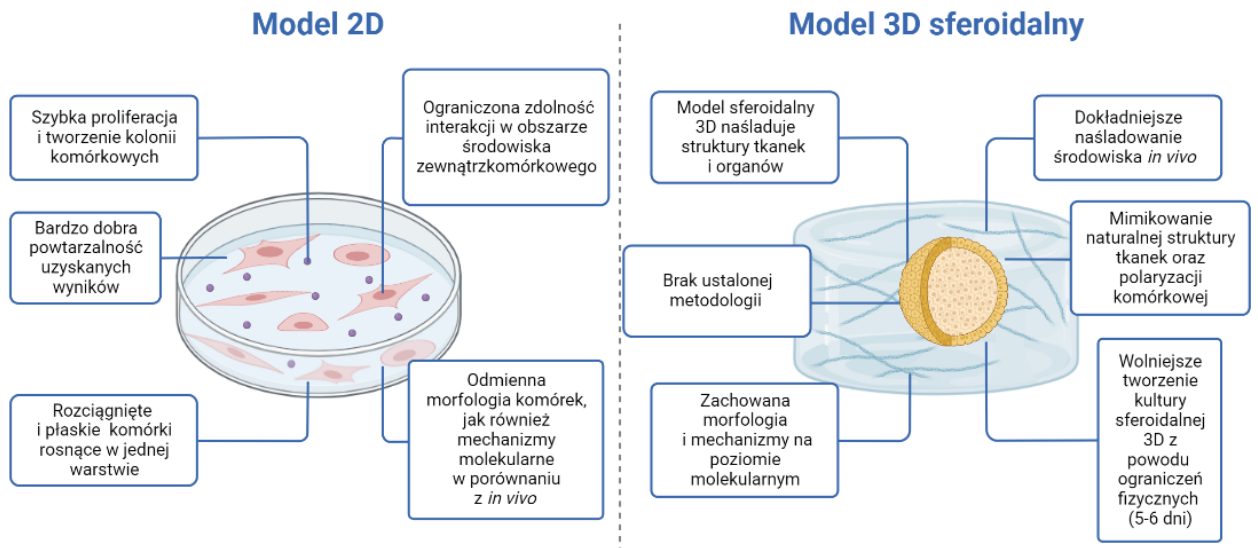 Model 2D
Szybka proliferacja
i tworzenie kolonii
komórkowych
Ograniczona zdolność
interakcji w obszarze
środowiska
zewnątrzkomórkowego
Bardzo dobra
powtarzalność
uzyskanych
wyników
Rozciągnięte
i płaskie komórki
rosnące w jednej
warstwie
Odmienna
morfologia komórek,
jak również
mechanizmy
molekularne
w porównaniu
z in vivo
Model 3D sferoidalny
Model sferoidalny
3D naśladuje
struktury tkanek
i organów
Dokładniejsze
naśladowanie
środowiska in vivo
Brak ustalonej
metodologii
Mimikowanie
naturalnej struktury
tkanek oraz
polaryzacji
komórkowej
Zachowana
morfologia
i mechanizmy na
poziomie
molekularnym
Wolniejsze
tworzenie
kultury
sferoidalnej
3D z
powodu
ograniczeń
fizycznych
(5-6 dni)